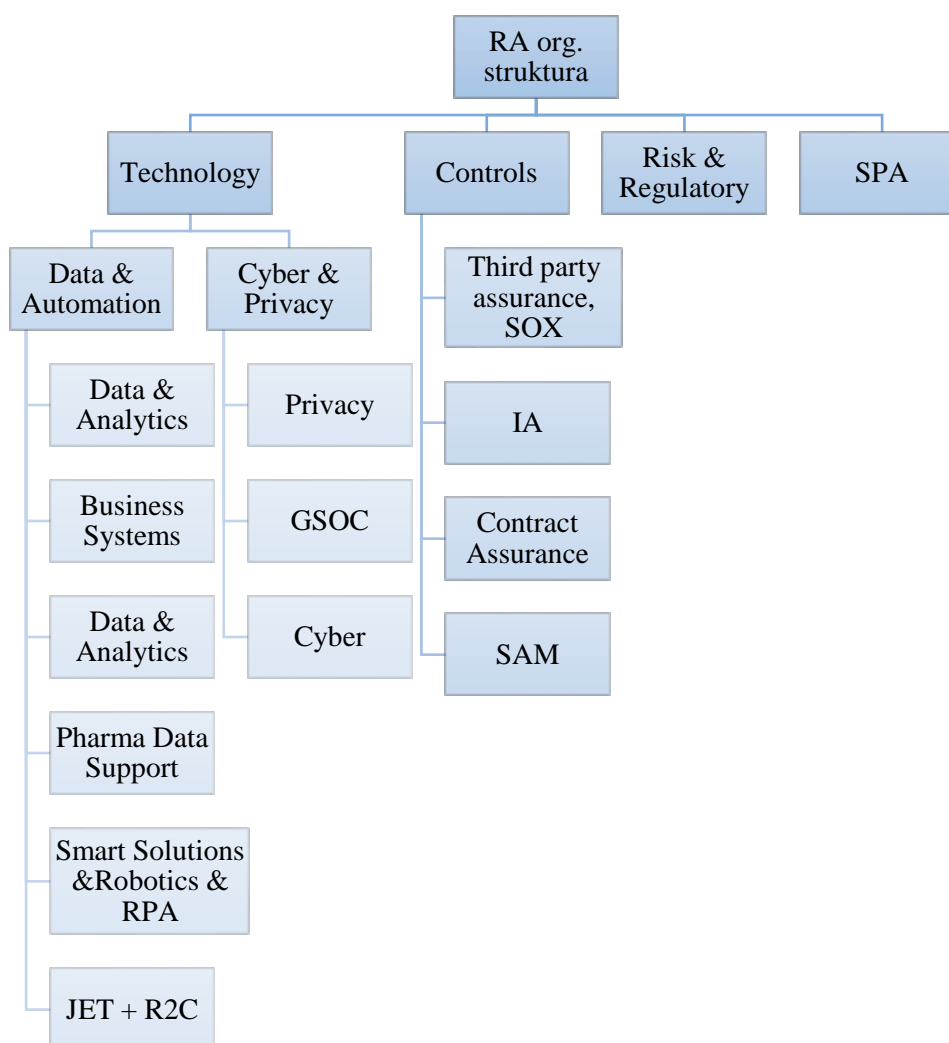 RA org.
struktura
Technology
Controls
Risk &
Regulatory
SPA
Data &
Automation
Cyber &
Privacy
Third party
assurance,
SOX
Data &
Analytics
Privacy
IA
Business
Systems
GSOC
Contract
Assurance
Data &
Analytics
Cyber
SAM
Pharma Data
Support
Smart Solutions
&Robotics &
RPA
JET + R2C